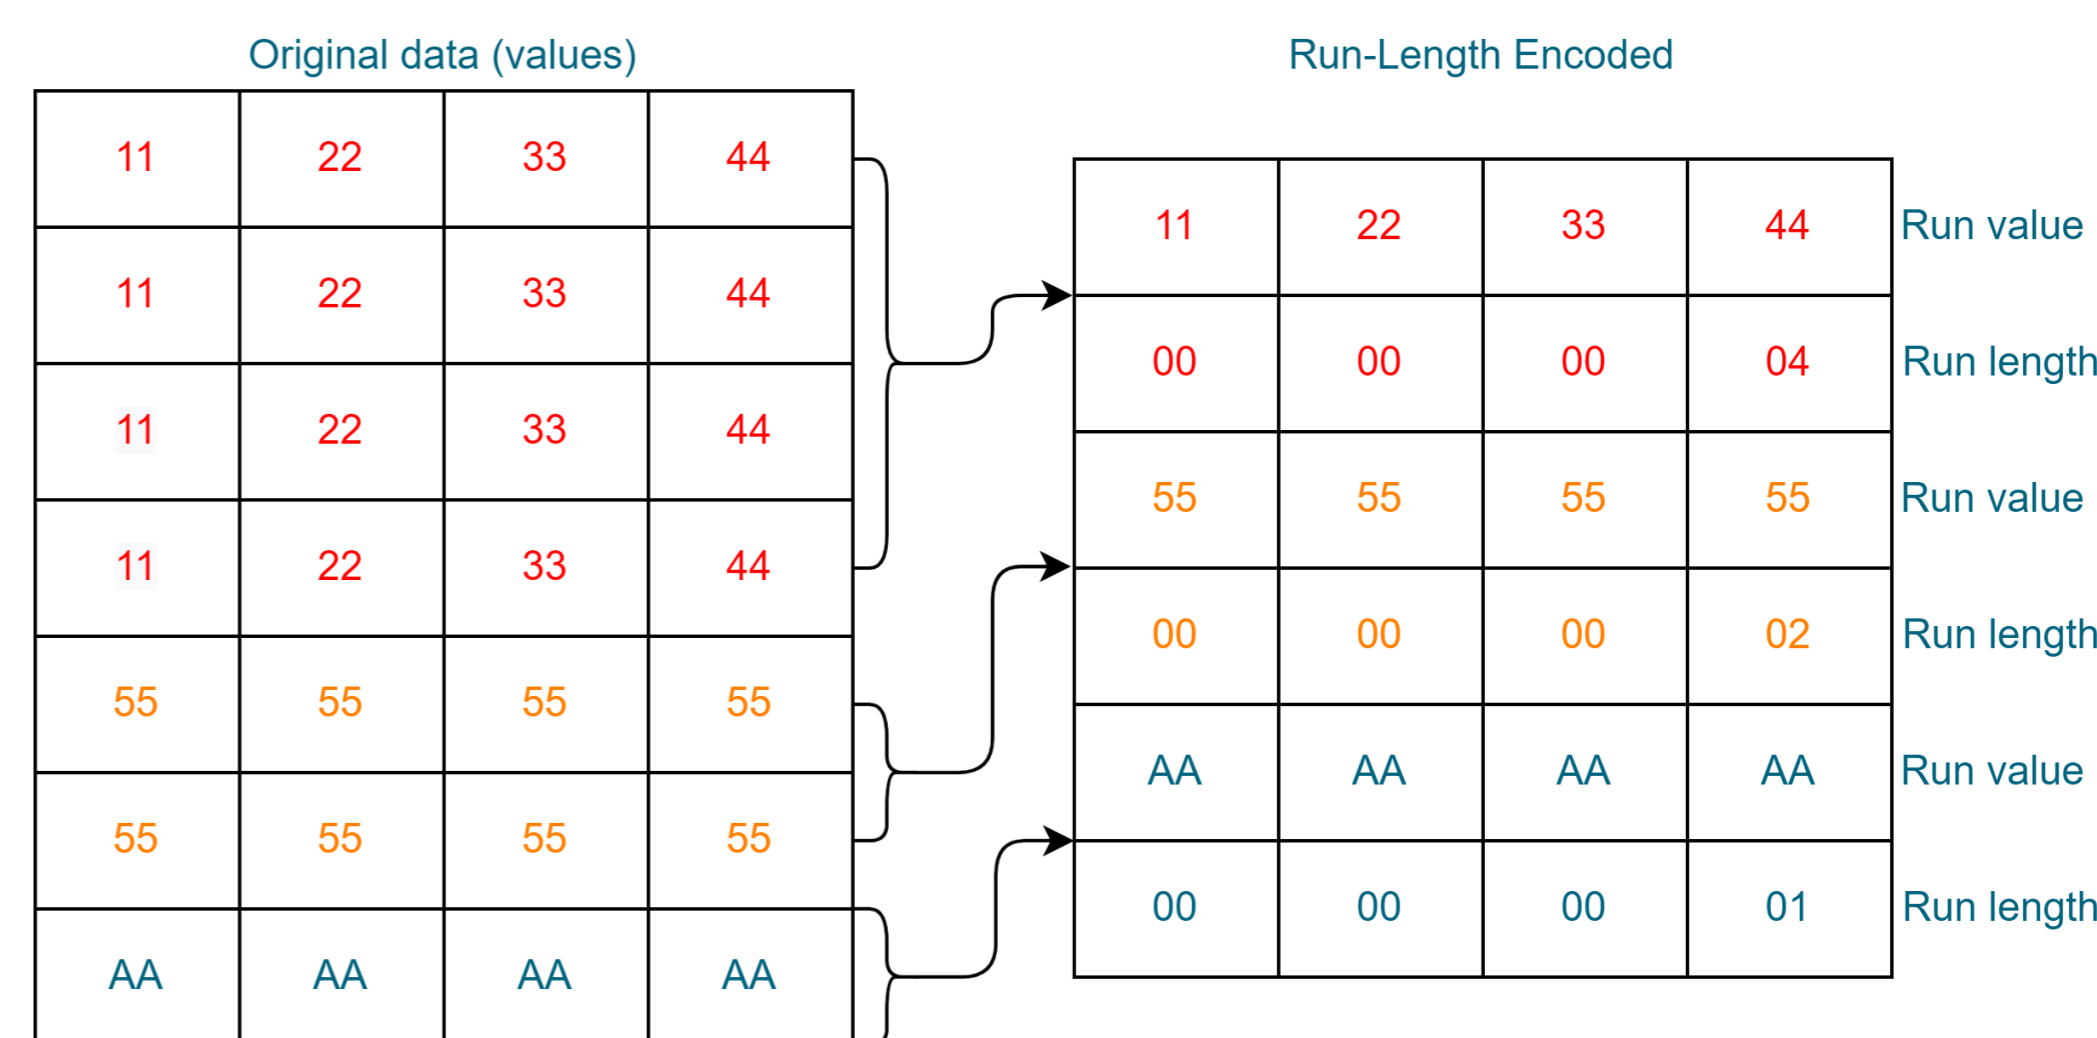 Original data (values)
11 22 33 44
11 22 33 44
11 22 33 44
11 22 33 44
55 55 55 55
55 55 55 55
AA AA AA AA
Run-Length Encoded
11 22 33 44 Run value
00 00 00 04 Run length
55 55 55 55 Run value
00 00 00 02 Run length
AA AA AA AA Run value
00 00 00 01 Run length